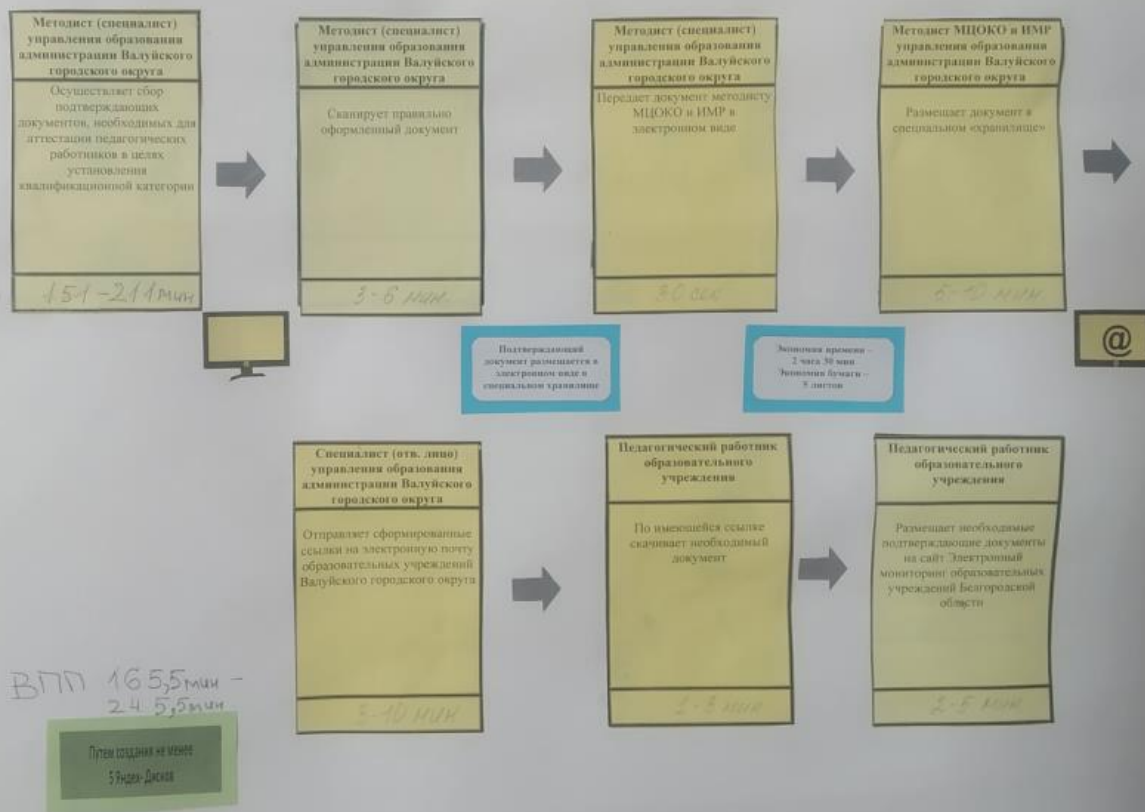 Методист (специалист)
управления образования
администрации Валуйского
городского округа
Осуществляет сбор
подтверждающих
документов, необходимых для
аттестации педагогических
работников в целях
установления
квалификационной категории
151-211 мин
Методист (специалист)
управления образования
администрации Валуйского
городского округа
Сканирует правильно
оформленный документ
3-6 мин.
Методист (специалист)
управления образования
администрации Валуйского
городского округа
Передает документ методисту
МЦОКО и ИМР в
электронном виде
30 сек
Методист МЦОКО и ИМР
управления образования
администрации Валуйского
городского округа
Размещает документ в
специальном «хранилище»
5-10 мин
Подтверждающий
документ размещается в
электронном виде в
специальном хранилище
Экономия времени –
2 часа 30 мин
Экономия бумаги –
5 листов
@
Специалист (отв. лицо)
управления образования
администрации Валуйского
городского округа
Отправляет сформированные
ссылки на электронную почту
образовательных учреждений
Валуйского городского округа
3-10 мин
Педагогический работник
образовательного
учреждения
По имеющейся ссылке
скачивает необходимый
документ
1-3 мин
Педагогический работник
образовательного
учреждения
Размещает необходимые
подтверждающие документы
на сайт Электронный
мониторинг образовательных
учреждений Белгородской
области
2-5 мин
ВПП 165,5 мин -
245,5 мин
Путем создания не менее
5 Яндекс- Дисков